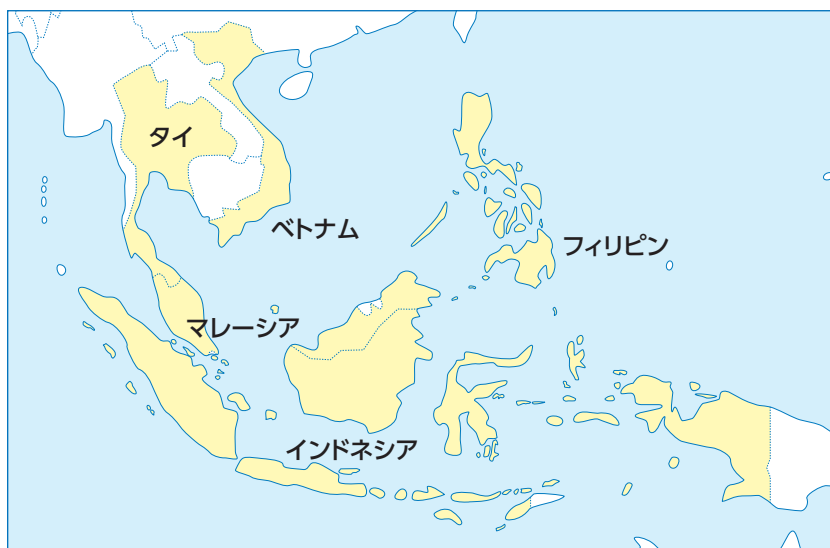 タイ
ベトナム
フィリピン
マレーシア
インドネシア